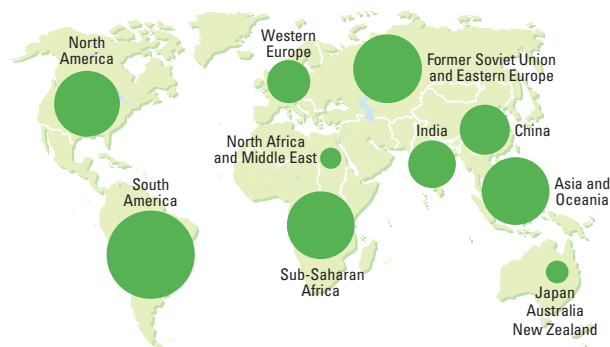 North
America
Western
Europe
Former Soviet Union
and Eastern Europe
North Africa
and Middle East
India
China
South
America
Asia and
Oceania
Sub-Saharan
Africa
Japan
Australia
New Zealand